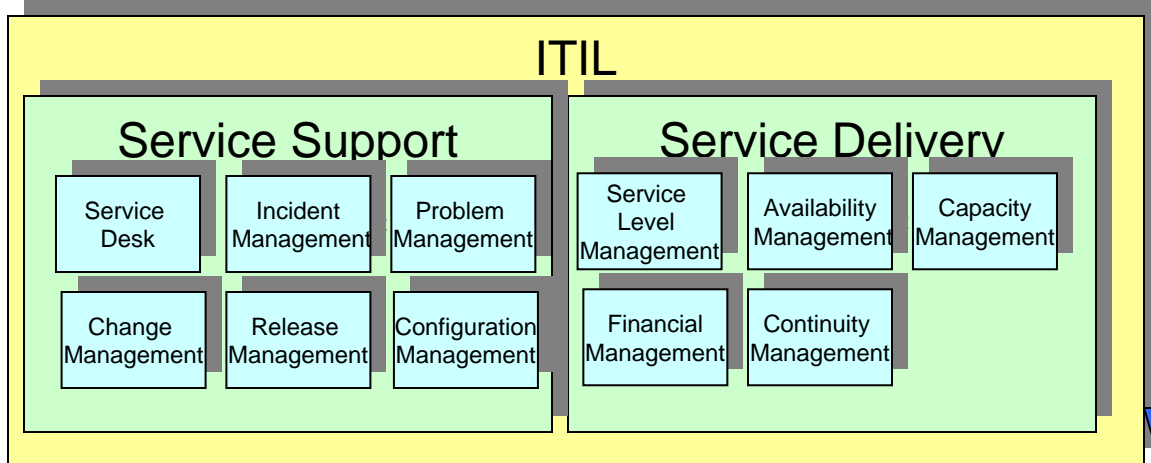 ITIL
Service Support
Service
Desk
Incident
Management
Problem
Management
Change
Management
Release
Management
Configuration
Management
Service Delivery
Service
Level
Management
Availability
Management
Capacity
Management
Financial
Management
Continuity
Management